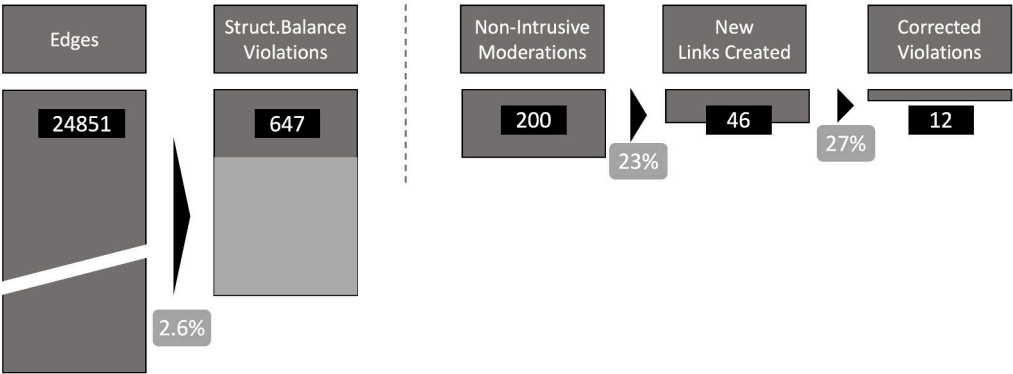 Edges
Struct.Balance
Violations
Non-Intrusive
Moderations
New
Links Created
Corrected
Violations
24851
647
200
46
12
23%
27%
2.6%